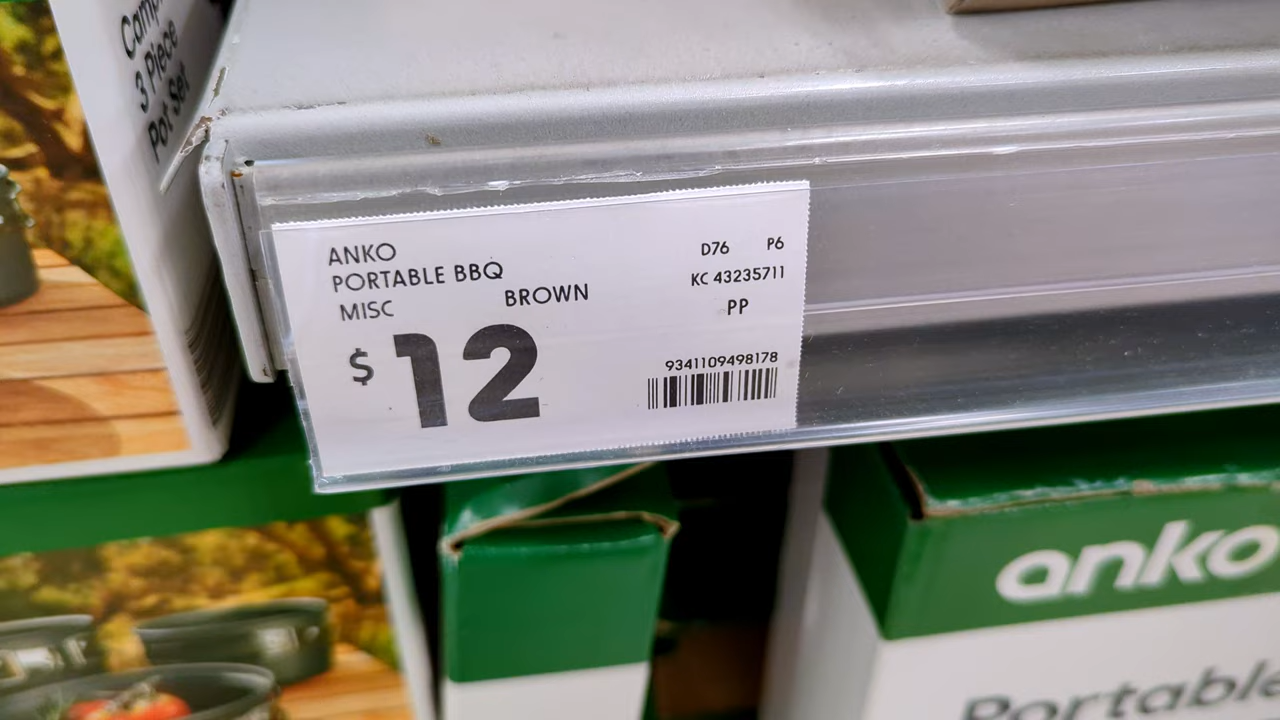 Camp
3 Piece
Pot Set
ANKO
PORTABLE BBQ
MISC BROWN
$ 12
D76 P6
KC 43235711
PP
9341109498178
anko
Portable